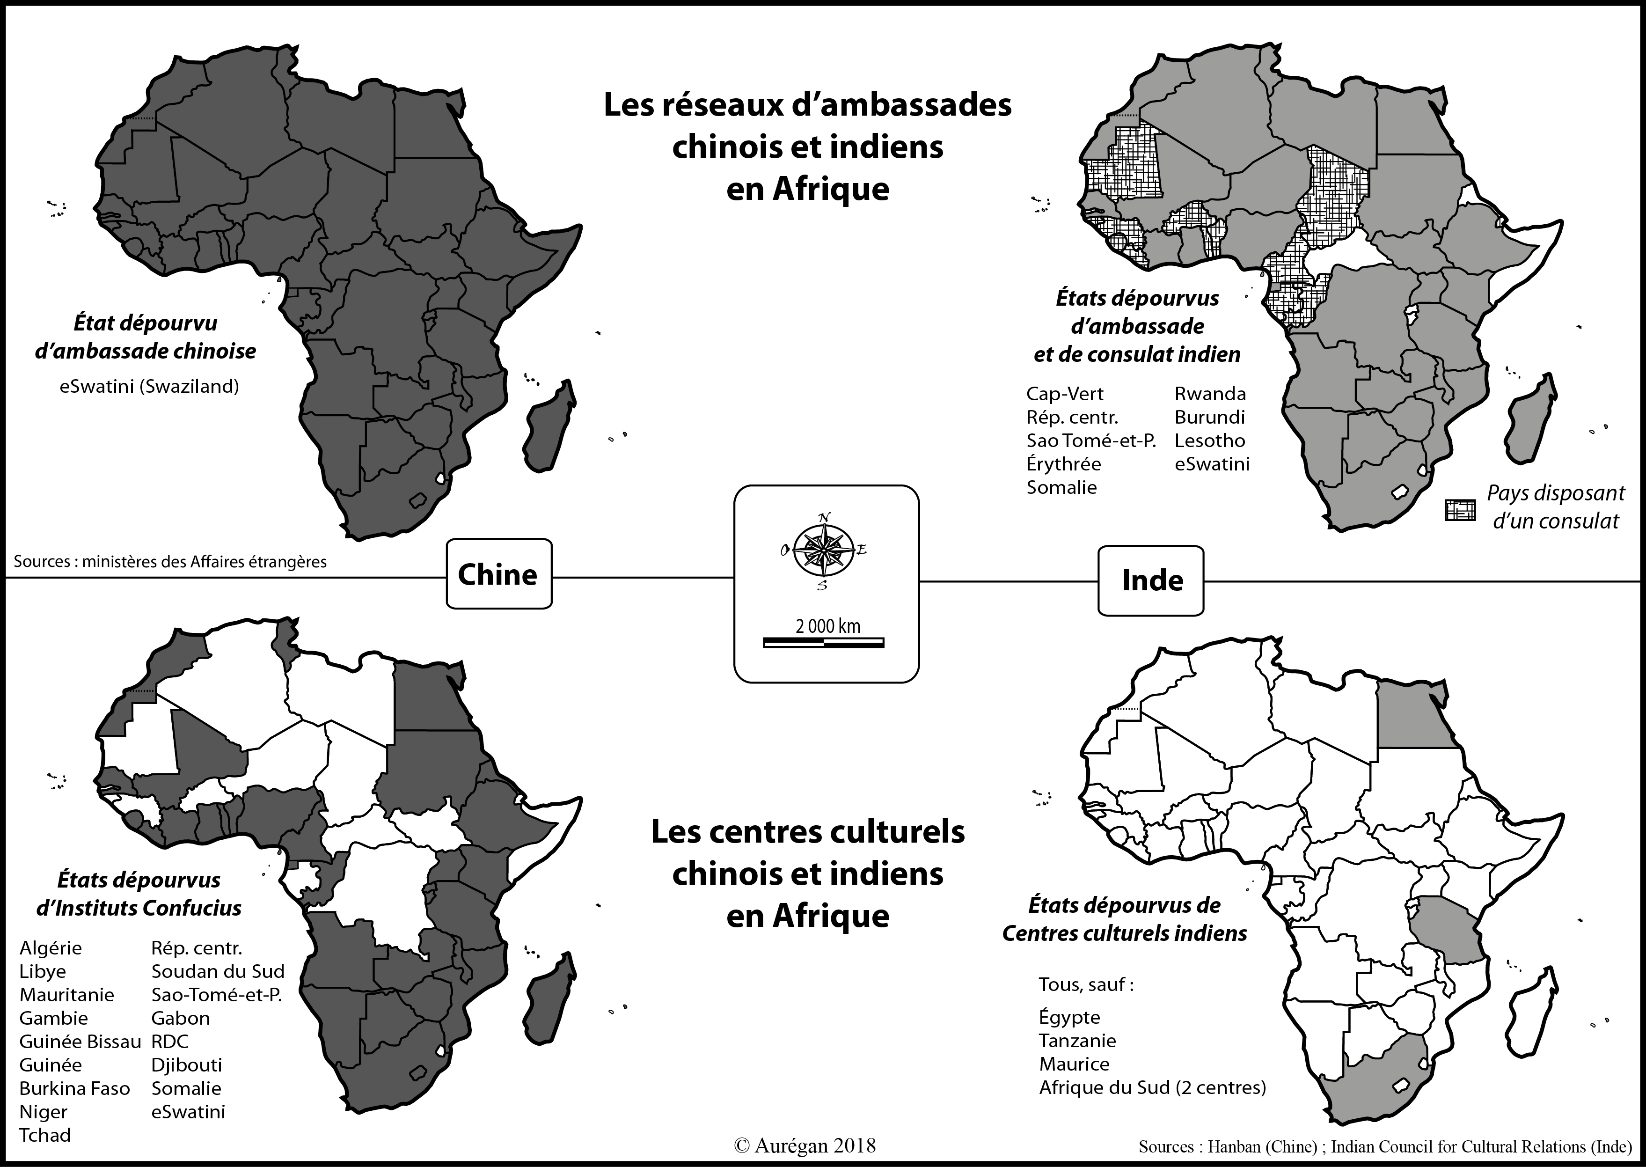 Les réseaux d’ambassades
chinois et indiens
en Afrique
État dépourvu
d’ambassade chinoise
eSwatini (Swaziland)
Sources : ministères des Affaires étrangères
États dépourvus
d’ambassade
et de consulat indien
Cap-Vert
Rép. centr.
Sao Tomé-et-P.
Érythrée
Somalie
Rwanda
Burundi
Lesotho
eSwatini
Pays disposant
d’un consulat
Chine
N
O
E
S
2 000 km
Inde
Les centres culturels
chinois et indiens
en Afrique
États dépourvus
d’Instituts Confucius
Algérie
Libye
Mauritanie
Gambie
Guinée Bissau
Guinée
Burkina Faso
Niger
Tchad
Rép. centr.
Soudan du Sud
Sao-Tomé-et-P.
Gabon
RDC
Djibouti
Somalie
eSwatini
États dépourvus de
Centres culturels indiens
Tous, sauf :
Égypte
Tanzanie
Maurice
Afrique du Sud (2 centres)
© Aurégan 2018
Sources : Hanban (Chine) ; Indian Council for Cultural Relations (Inde)